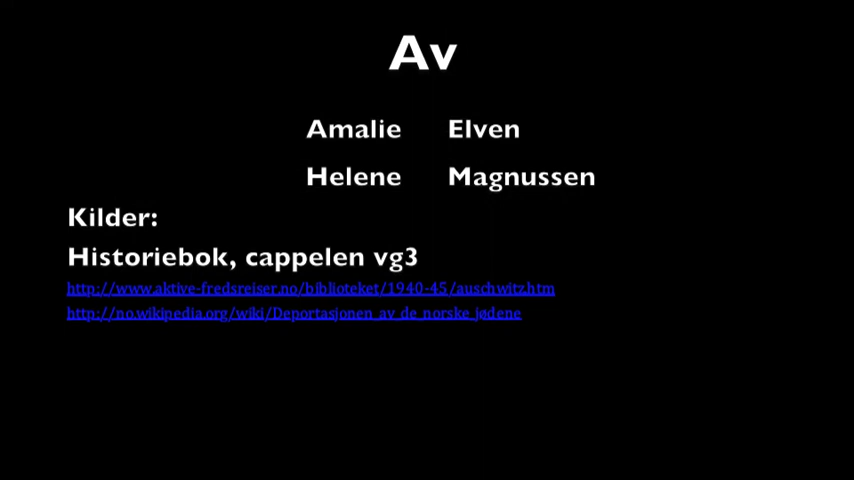 Av
Amalie Elven
Helene Magnussen
Kilder:
Historiebok, cappelen vg3
http://www.aktive-fredsreiser.no/biblioteket/1940-45/auschwitz.htm
http://no.wikipedia.org/wiki/Deportasjonen_av_de_norske_jødene